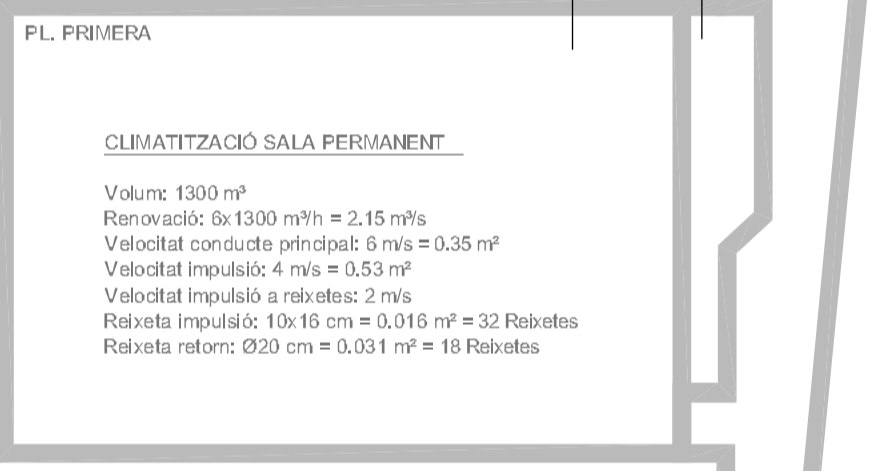 PL. PRIMERA
CLIMATITZACIÓ SALA PERMANENT
Volum: 1300 m³
Renovació: 6x1300 m³/h = 2.15 m³/s
Velocitat conducte principal: 6 m/s = 0.35 m²
Velocitat impulsió: 4 m/s = 0.53 m²
Velocitat impulsió a reixetes: 2 m/s
Reixeta impulsió: 10x16 cm = 0.016 m² = 32 Reixetes
Reixeta retorn: Ø20 cm = 0.031 m² = 18 Reixetes